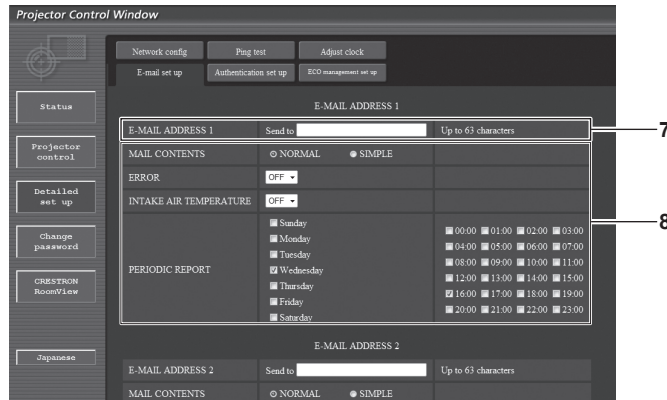 Projector Control Window
Network config
Ping test
Adjust clock
E-mail set up
Authentication set up
ECO management set up
Status
Projector control
Detailed set up
Change password
CRESTRON RoomView
Japanese
E-MAIL ADDRESS 1
E-MAIL ADDRESS 1 Send to Up to 63 characters
7
MAIL CONTENTS NORMAL SIMPLE
ERROR OFF
INTAKE AIR TEMPERATURE OFF
8
PERIODIC REPORT
Sunday
Monday
Tuesday
Wednesday
Thursday
Friday
Saturday
00:00 01:00 02:00 03:00
04:00 05:00 06:00 07:00
08:00 09:00 10:00 11:00
12:00 13:00 14:00 15:00
16:00 17:00 18:00 19:00
20:00 21:00 22:00 23:00
E-MAIL ADDRESS 2
E-MAIL ADDRESS 2 Send to Up to 63 characters
MAIL CONTENTS NORMAL SIMPLE